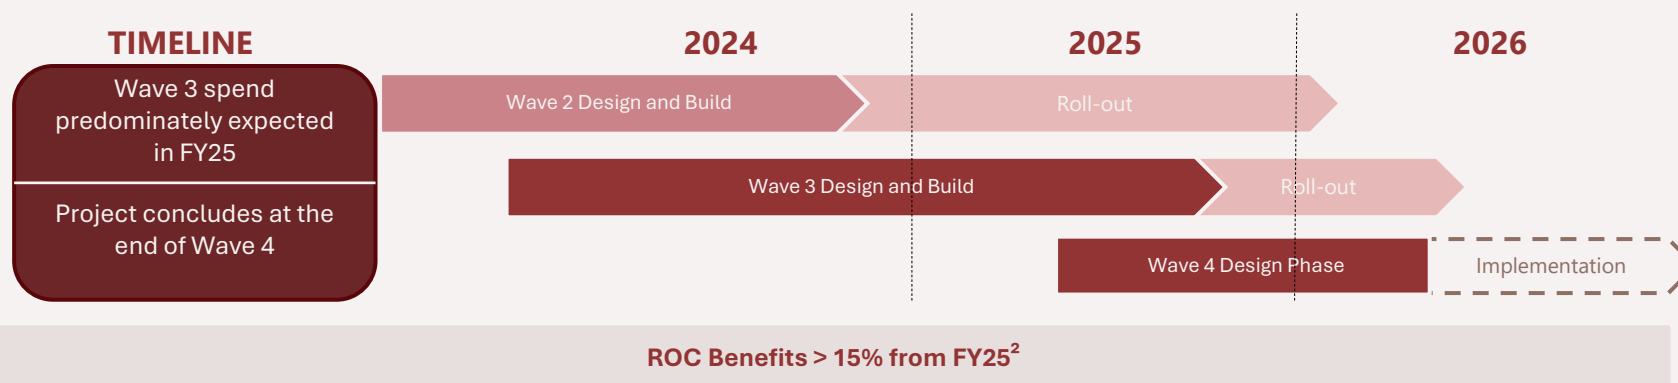 TIMELINE
2024
2025
2026
Wave 3 spend
predominately expected
in FY25
Project concludes at the
end of Wave 4
Wave 2 Design and Build
Roll-out
Wave 3 Design and Build
Roll-out
Wave 4 Design Phase
Implementation
ROC Benefits > 15% from FY25²